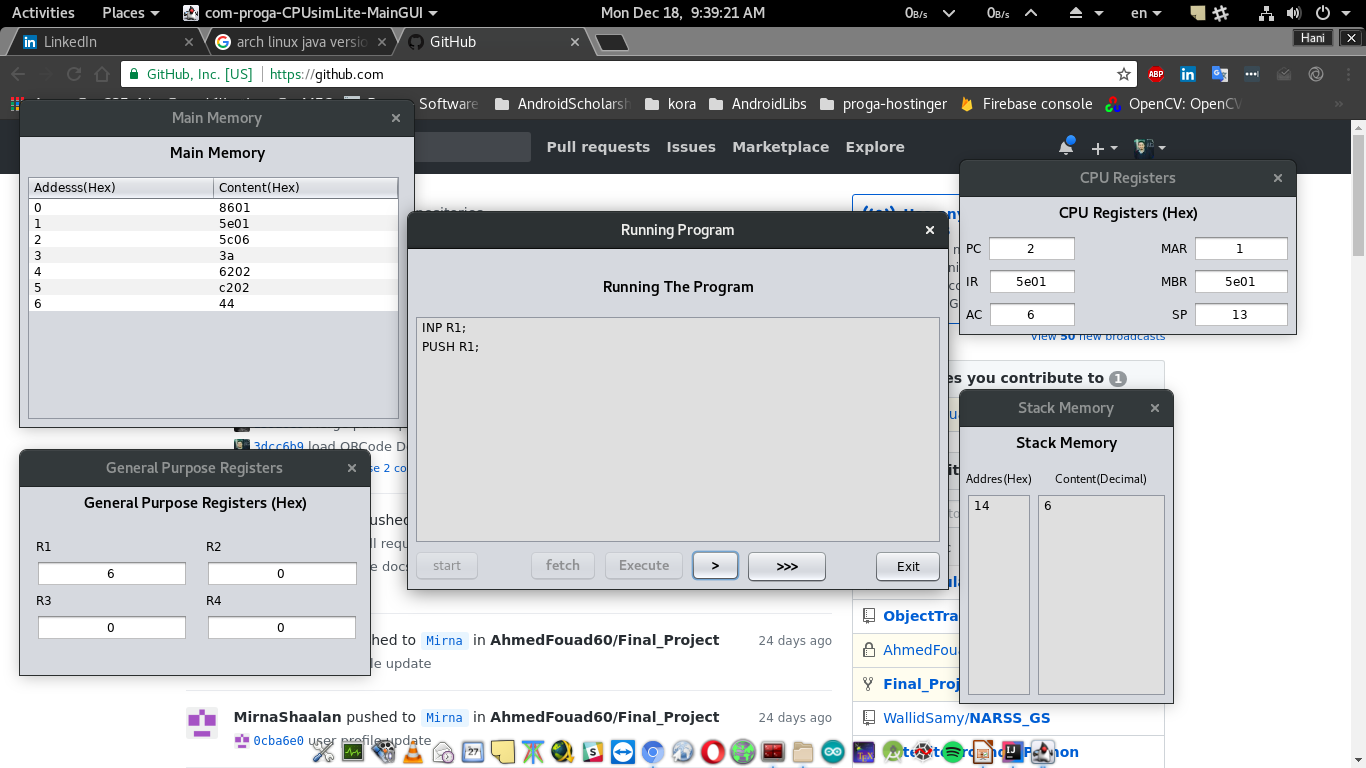 Activities Places com-proga-CPUsimLite-MainGUI Mon Dec 18, 9:39:21 AM 0B/s 0B/s en
LinkedIn arch linux java versio GitHub Hani
GitHub, Inc. [US] https://github.com ABP
Software AndroidScholarsh kora AndroidLibs proga-hostinger Firebase console OpenCV: OpenCV
Pull requests Issues Marketplace Explore
Main Memory
Main Memory
Addesss(Hex) Content(Hex)
0 8601
1 5e01
2 5c06
3 3a
4 6202
5 c202
6 44
Running Program
Running The Program
INP R1;
PUSH R1;
start fetch Execute > >>> Exit
CPU Registers
CPU Registers (Hex)
PC 2 MAR 1
IR 5e01 MBR 5e01
AC 6 SP 13
View 50 new broadcasts
es you contribute to 1
Stack Memory
Stack Memory
Addres(Hex) Content(Decimal)
14 6
3dcc6b9 load QRCode De
General Purpose Registers
General Purpose Registers (Hex)
R1 R2
6 0
R3 R4
0 0
ObjectTra
AhmedFoua
Final_Proj
WallidSamy/NARSS_GS
hed to Mirna in AhmedFouad60/Final_Project 24 days ago
le update
MirnaShaalan pushed to Mirna in AhmedFouad60/Final_Project 24 days ago
0cba6e0 user profile update